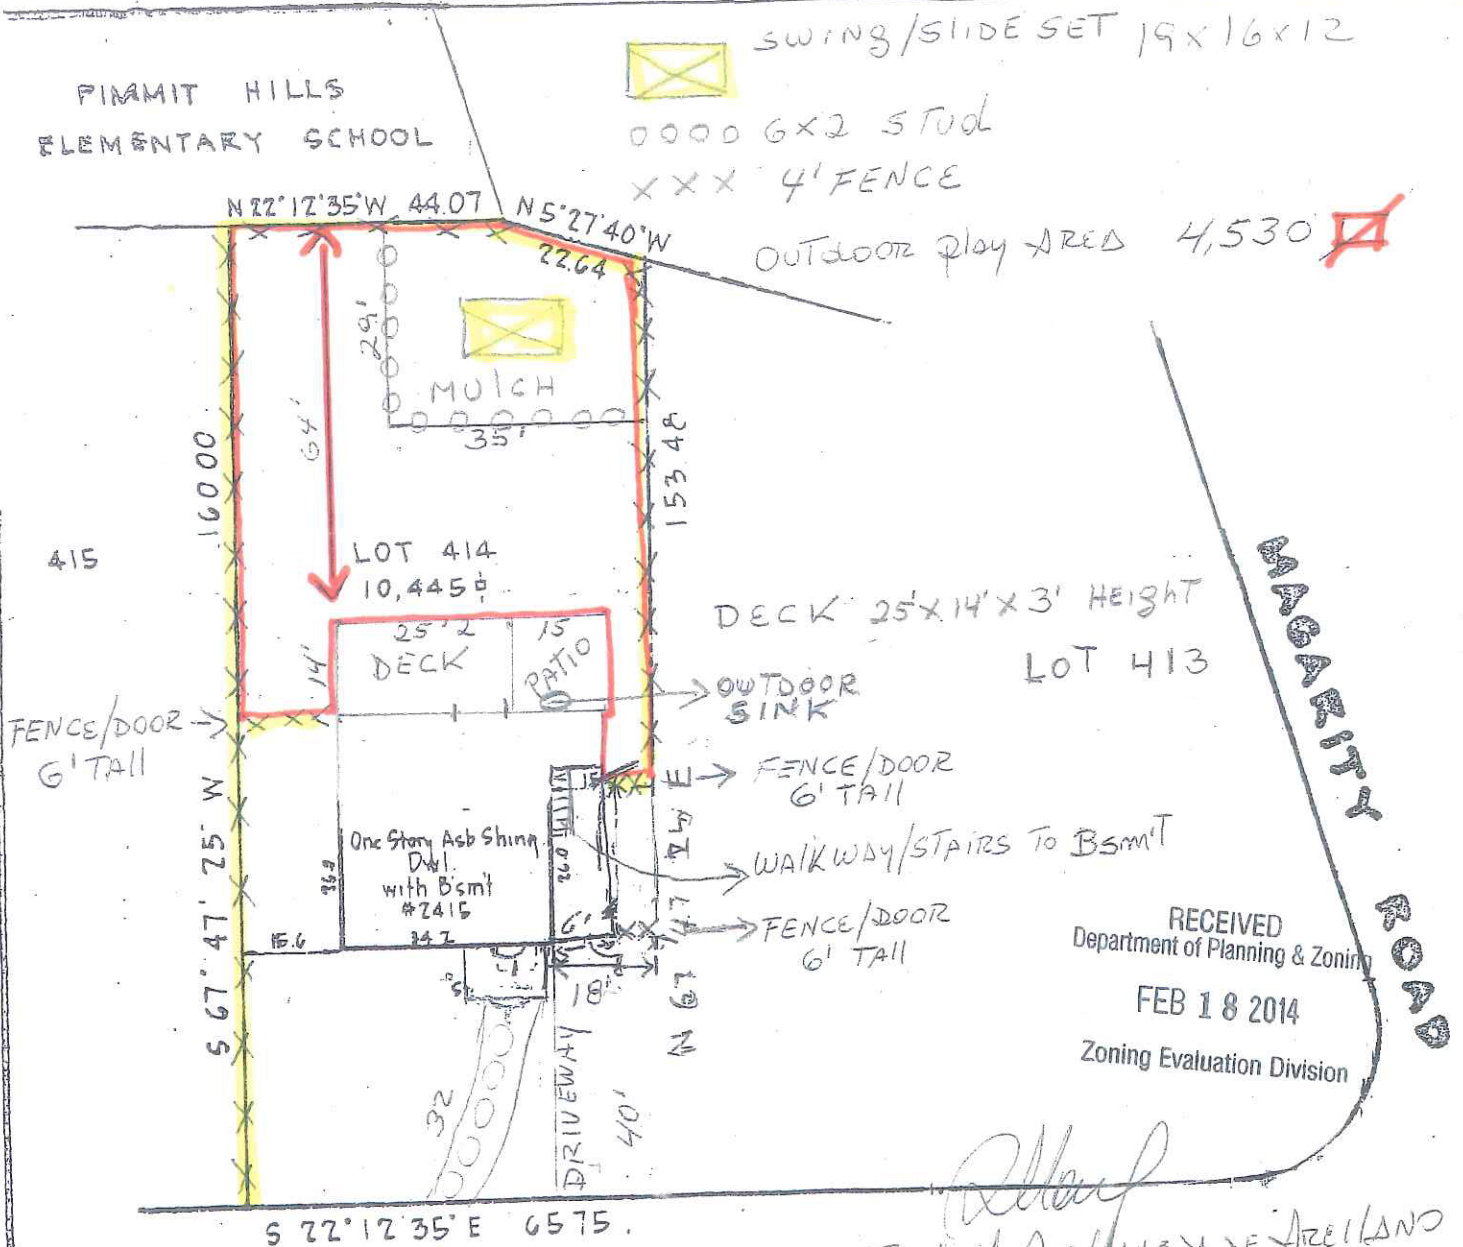 SWING/SLIDE SET 19x16x12
PIMMIT HILLS
ELEMENTARY SCHOOL
6x2 STUD
XXX 4' FENCE
N 22°12'35"W 44.07
N 5°27'40"W
22.64
OUTDOOR Play AREA 4,530
29'
MULCH
35'
64'
160.00
153.48
415
LOT 414
10,445
DECK 25'x14'x3' HEIGHT
LOT 413
25' 2
15
DECK
PATIO
14'
OUTDOOR
SINK
FENCE/DOOR
6' TAll
FENCE/DOOR
6' TAll
MAGARITY ROAD
One Story Asb Shing
Dwl.
with Bsm't
#2415
26.0
WALKWAY/STAIRS To Bsm'T
FENCE/DOOR
6' TAll
15.6
34.2
6'
18'
S 67°47'25 W
N 67°47'25 E
RECEIVED
Department of Planning & Zoning
FEB 18 2014
Zoning Evaluation Division
32
DRIVEWAY
40'
S 22°12'35"E 65.75.
ARELLANO